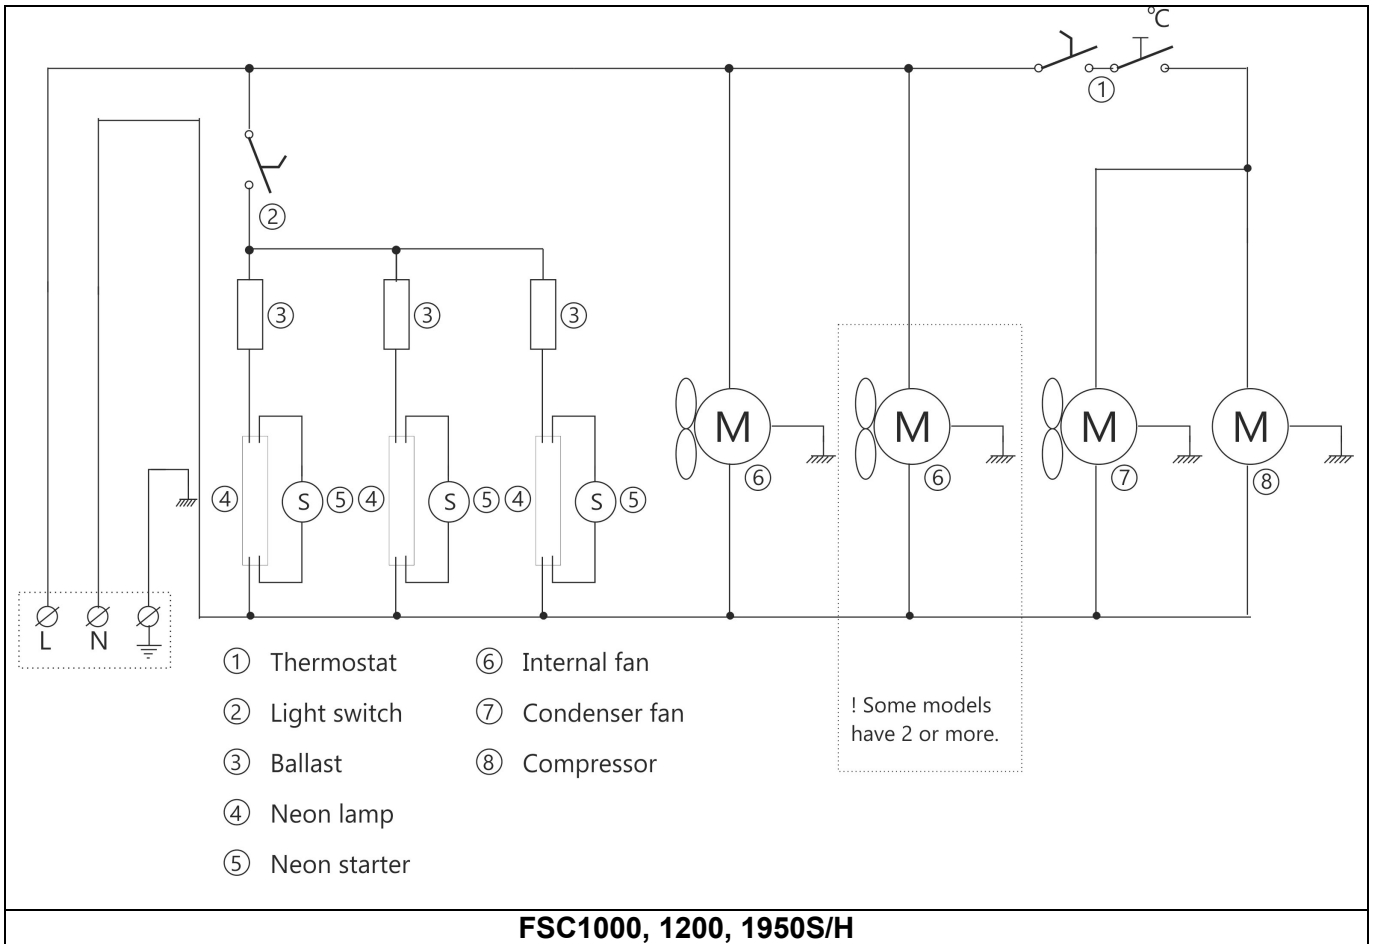 °C
①
②
③ ③ ③
M M M M
⑥ ⑥ ⑦ ⑧
④ S ⑤ ④ S ⑤ ④ S ⑤
L N
① Thermostat
② Light switch
③ Ballast
④ Neon lamp
⑤ Neon starter
⑥ Internal fan
⑦ Condenser fan
⑧ Compressor
! Some models
have 2 or more.
FSC1000, 1200, 1950S/H